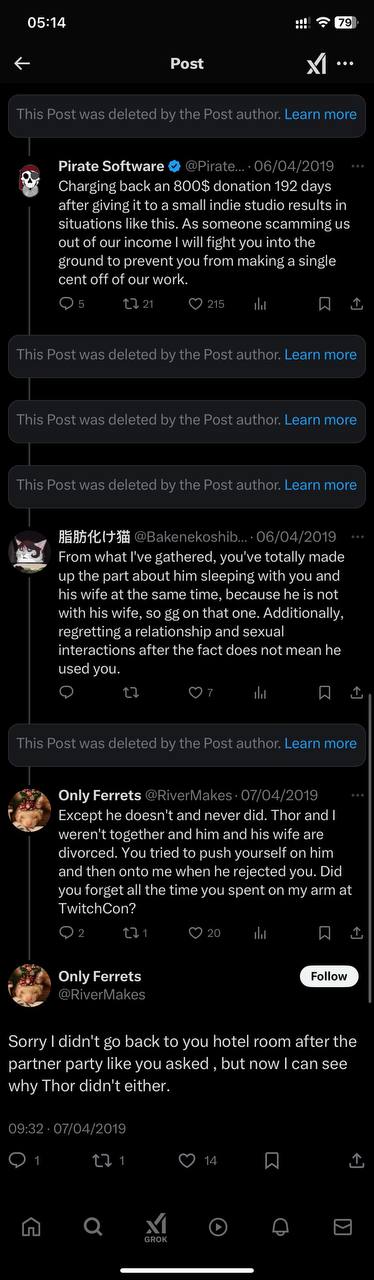 05:14
79
Post
This Post was deleted by the Post author. Learn more
Pirate Software @Pirate... · 06/04/2019
Charging back an 800$ donation 192 days
after giving it to a small indie studio results in
situations like this. As someone scamming us
out of our income I will fight you into the
ground to prevent you from making a single
cent off of our work.
5 21 215
This Post was deleted by the Post author. Learn more
This Post was deleted by the Post author. Learn more
This Post was deleted by the Post author. Learn more
脂肪化け猫 @Bakenekoshib... · 06/04/2019
From what I've gathered, you've totally made
up the part about him sleeping with you and
his wife at the same time, because he is not
with his wife, so gg on that one. Additionally,
regretting a relationship and sexual
interactions after the fact does not mean he
used you.
7
This Post was deleted by the Post author. Learn more
Only Ferrets @RiverMakes · 07/04/2019
Except he doesn't and never did. Thor and I
weren't together and him and his wife are
divorced. You tried to push yourself on him
and then onto me when he rejected you. Did
you forget all the time you spent on my arm at
TwitchCon?
2 1 20
Only Ferrets
Follow
@RiverMakes
Sorry I didn't go back to you hotel room after the
partner party like you asked , but now I can see
why Thor didn't either.
09:32 · 07/04/2019
1 1 14
GROK